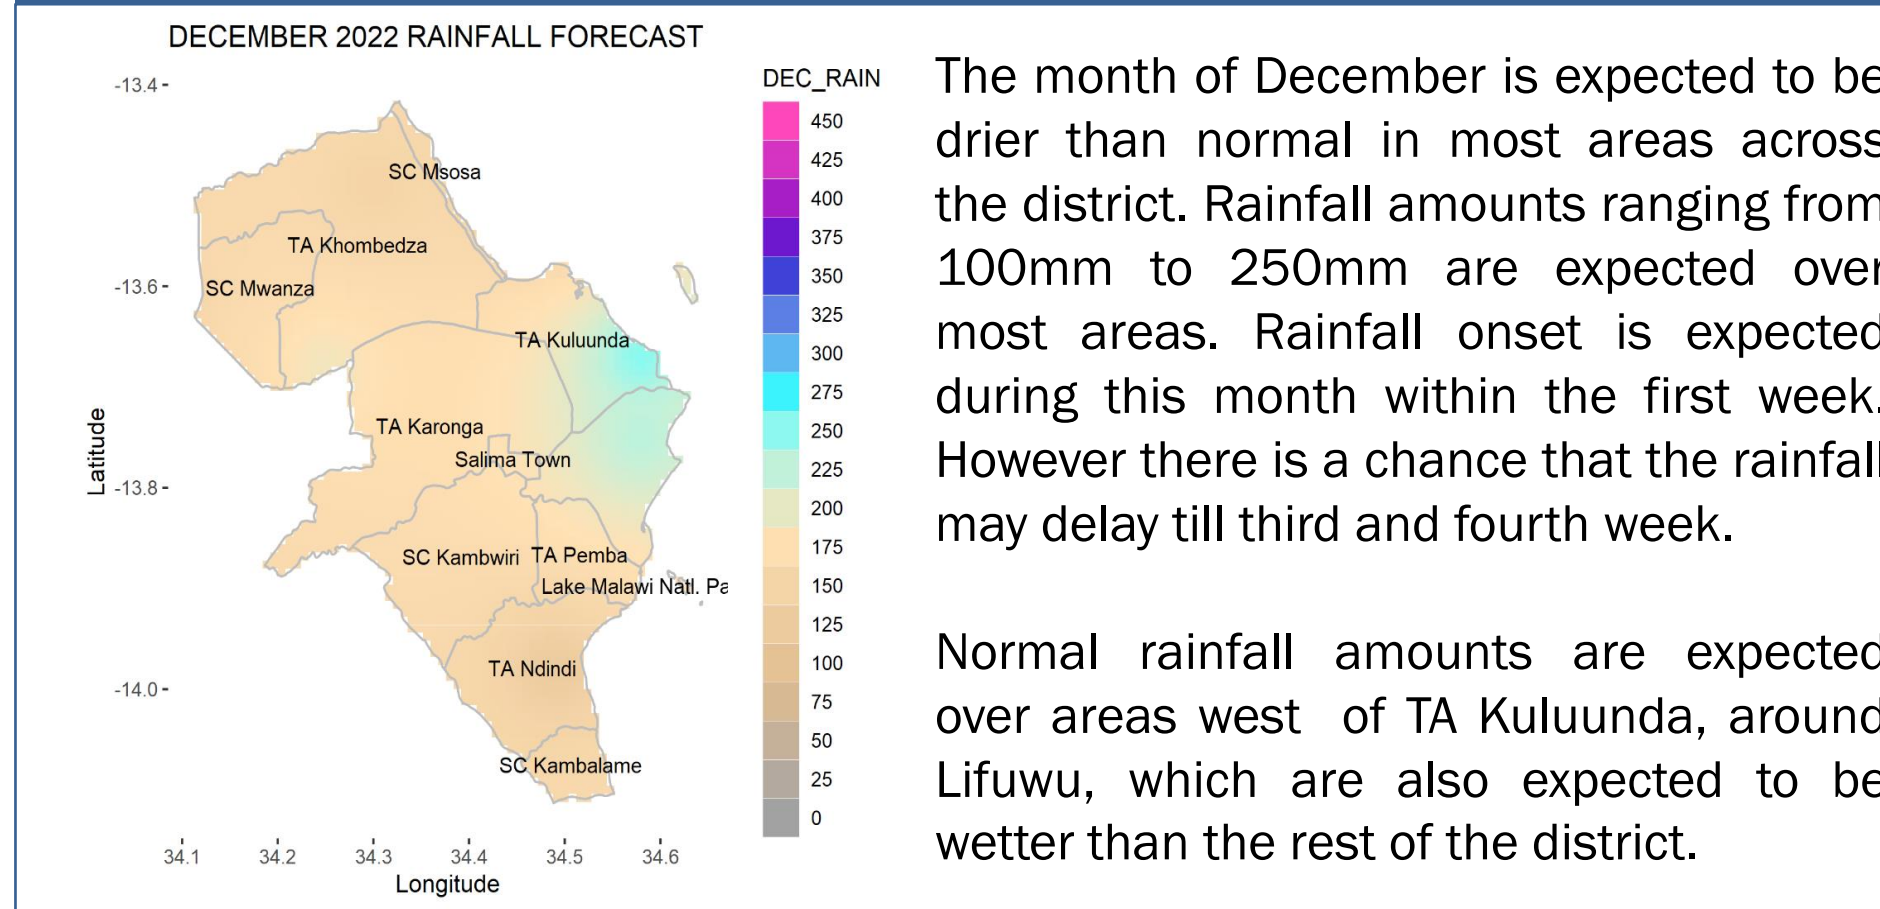 DECEMBER 2022 RAINFALL FORECAST
DEC_RAIN
450
425
400
375
350
325
300
275
250
225
200
175
150
125
100
75
50
25
0
Latitude
-13.4
-13.6
-13.8
-14.0
SC Msosa
TA Khombedza
SC Mwanza
TA Kuluunda
TA Karonga
Salima Town
SC Kambwiri
TA Pemba
Lake Malawi Natl. Pa
TA Ndindi
SC Kambalame
34.1
34.2
34.3
34.4
34.5
34.6
Longitude
The month of December is expected to be
drier than normal in most areas across
the district. Rainfall amounts ranging from
100mm to 250mm are expected over
most areas. Rainfall onset is expected
during this month within the first week.
However there is a chance that the rainfall
may delay till third and fourth week.
Normal rainfall amounts are expected
over areas west of TA Kuluunda, around
Lifuwu, which are also expected to be
wetter than the rest of the district.